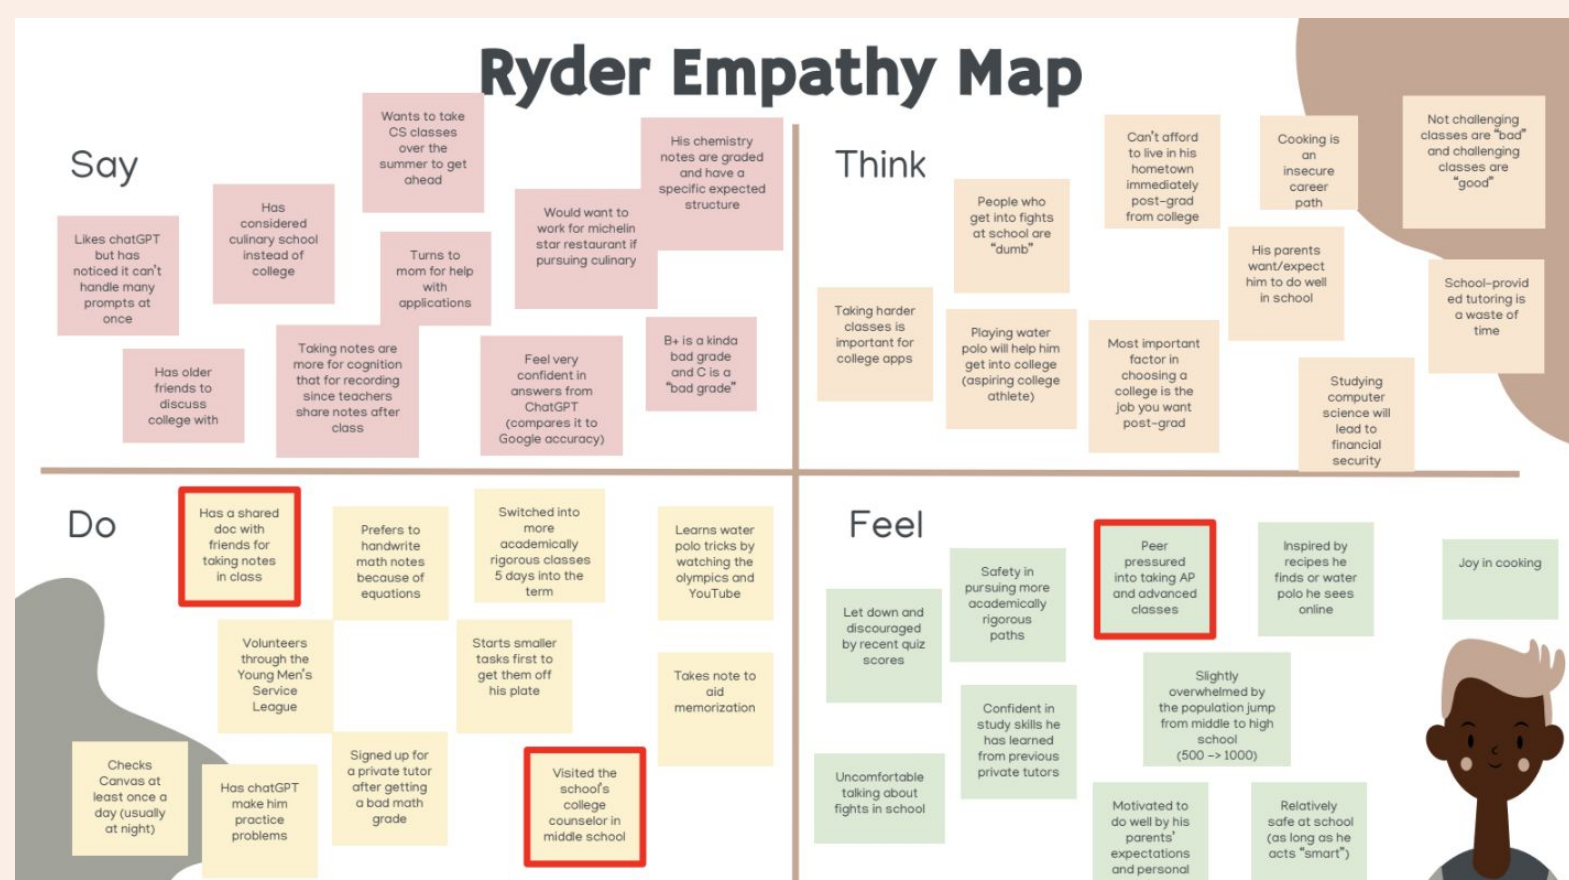 Ryder Empathy Map
Say
Wants to take
CS classes
over the
summer to get
ahead
His chemistry
notes are graded
and have a
specific expected
structure
Has
considered
culinary school
instead of
college
Would want to
work for michelin
star restaurant if
pursuing culinary
Likes chatGPT
but has
noticed it can't
handle many
prompts at
once
Turns to
mom for help
with
applications
Has older
friends to
discuss
college with
Taking notes are
more for cognition
that for recording
since teachers
share notes after
class
Feel very
confident in
answers from
ChatGPT
(compares it to
Google accuracy)
B+ is a kinda
bad grade
and C is a
"bad grade"
Think
Can't afford
to live in his
hometown
immediately
post-grad
from college
Cooking is
an
insecure
career
path
Not challenging
classes are "bad"
and challenging
classes are
"good"
People who
get into fights
at school are
"dumb"
His parents
want/expect
him to do well
in school
School-provid
ed tutoring is
a waste of
time
Taking harder
classes is
important for
college apps
Playing water
polo will help him
get into college
(aspiring college
athlete)
Most important
factor in
choosing a
college is the
job you want
post-grad
Studying
computer
science will
lead to
financial
security
Do
Has a shared
doc with
friends for
taking notes
in class
Prefers to
handwrite
math notes
because of
equations
Switched into
more
academically
rigorous classes
5 days into the
term
Learns water
polo tricks by
watching the
olympics and
YouTube
Volunteers
through the
Young Men's
Service
League
Starts smaller
tasks first to
get them off
his plate
Takes note to
aid
memorization
Checks
Canvas at
least once a
day (usually
at night)
Has chatGPT
make him
practice
problems
Signed up for
a private tutor
after getting
a bad math
grade
Visited the
school's
college
counselor in
middle school
Feel
Let down and
discouraged
by recent quiz
scores
Safety in
pursuing more
academically
rigorous
paths
Peer
pressured
into taking AP
and advanced
classes
Inspired by
recipes he
finds or water
polo he sees
online
Joy in cooking
Confident in
study skills he
has learned
from previous
private tutors
Slightly
overwhelmed by
the population jump
from middle to high
school
(500 -> 1000)
Uncomfortable
talking about
fights in school
Motivated to
do well by his
parents'
expectations
and personal
Relatively
safe at school
(as long as he
acts "smart")